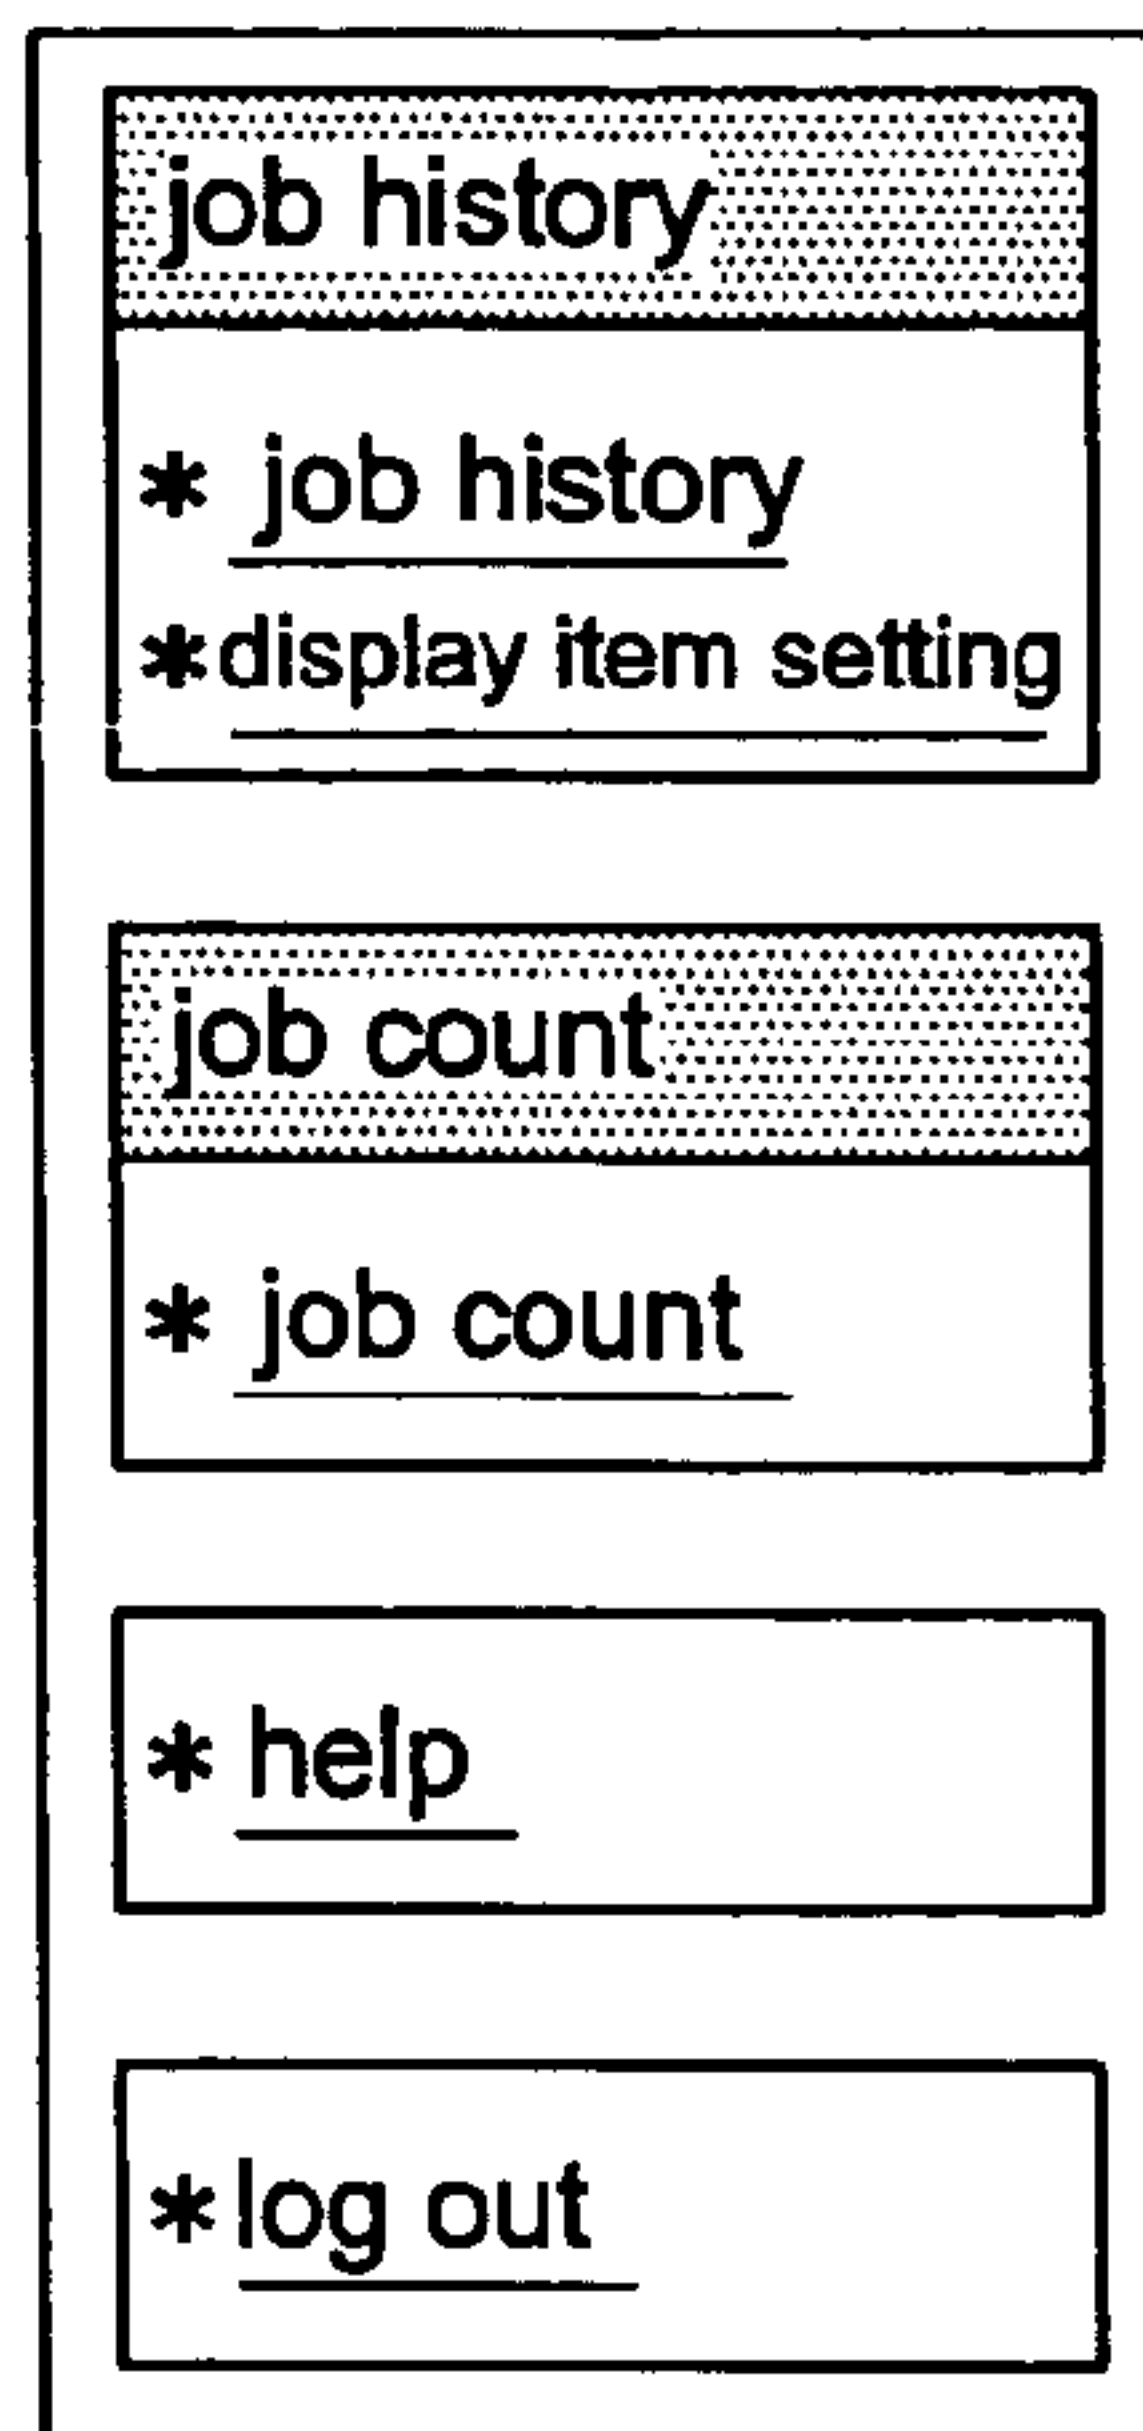 job history
* job history
*display item setting
job count
* job count
* help
*log out